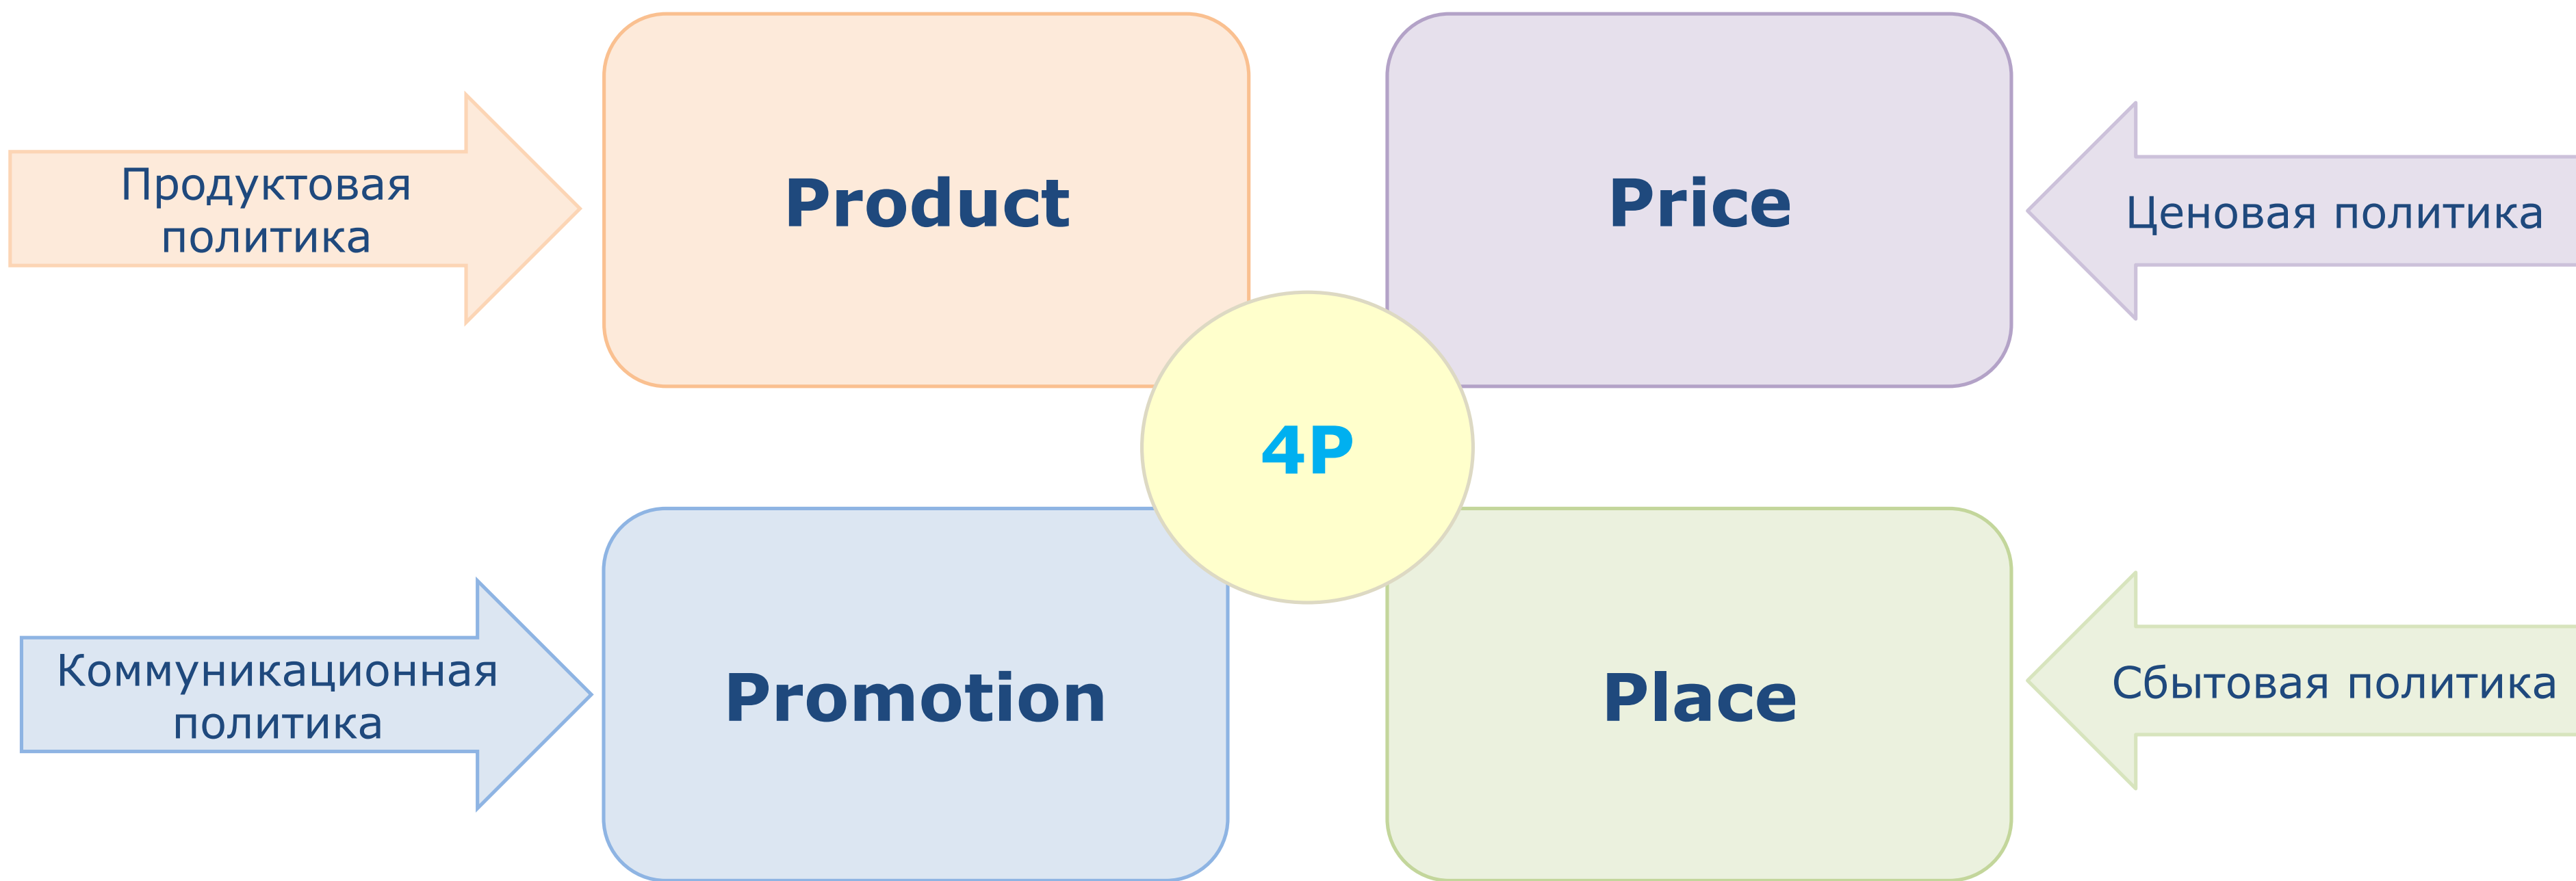 Продуктовая
политика
Product
Price
Ценовая политика
4P
Коммуникационная
политика
Promotion
Place
Сбытовая политика